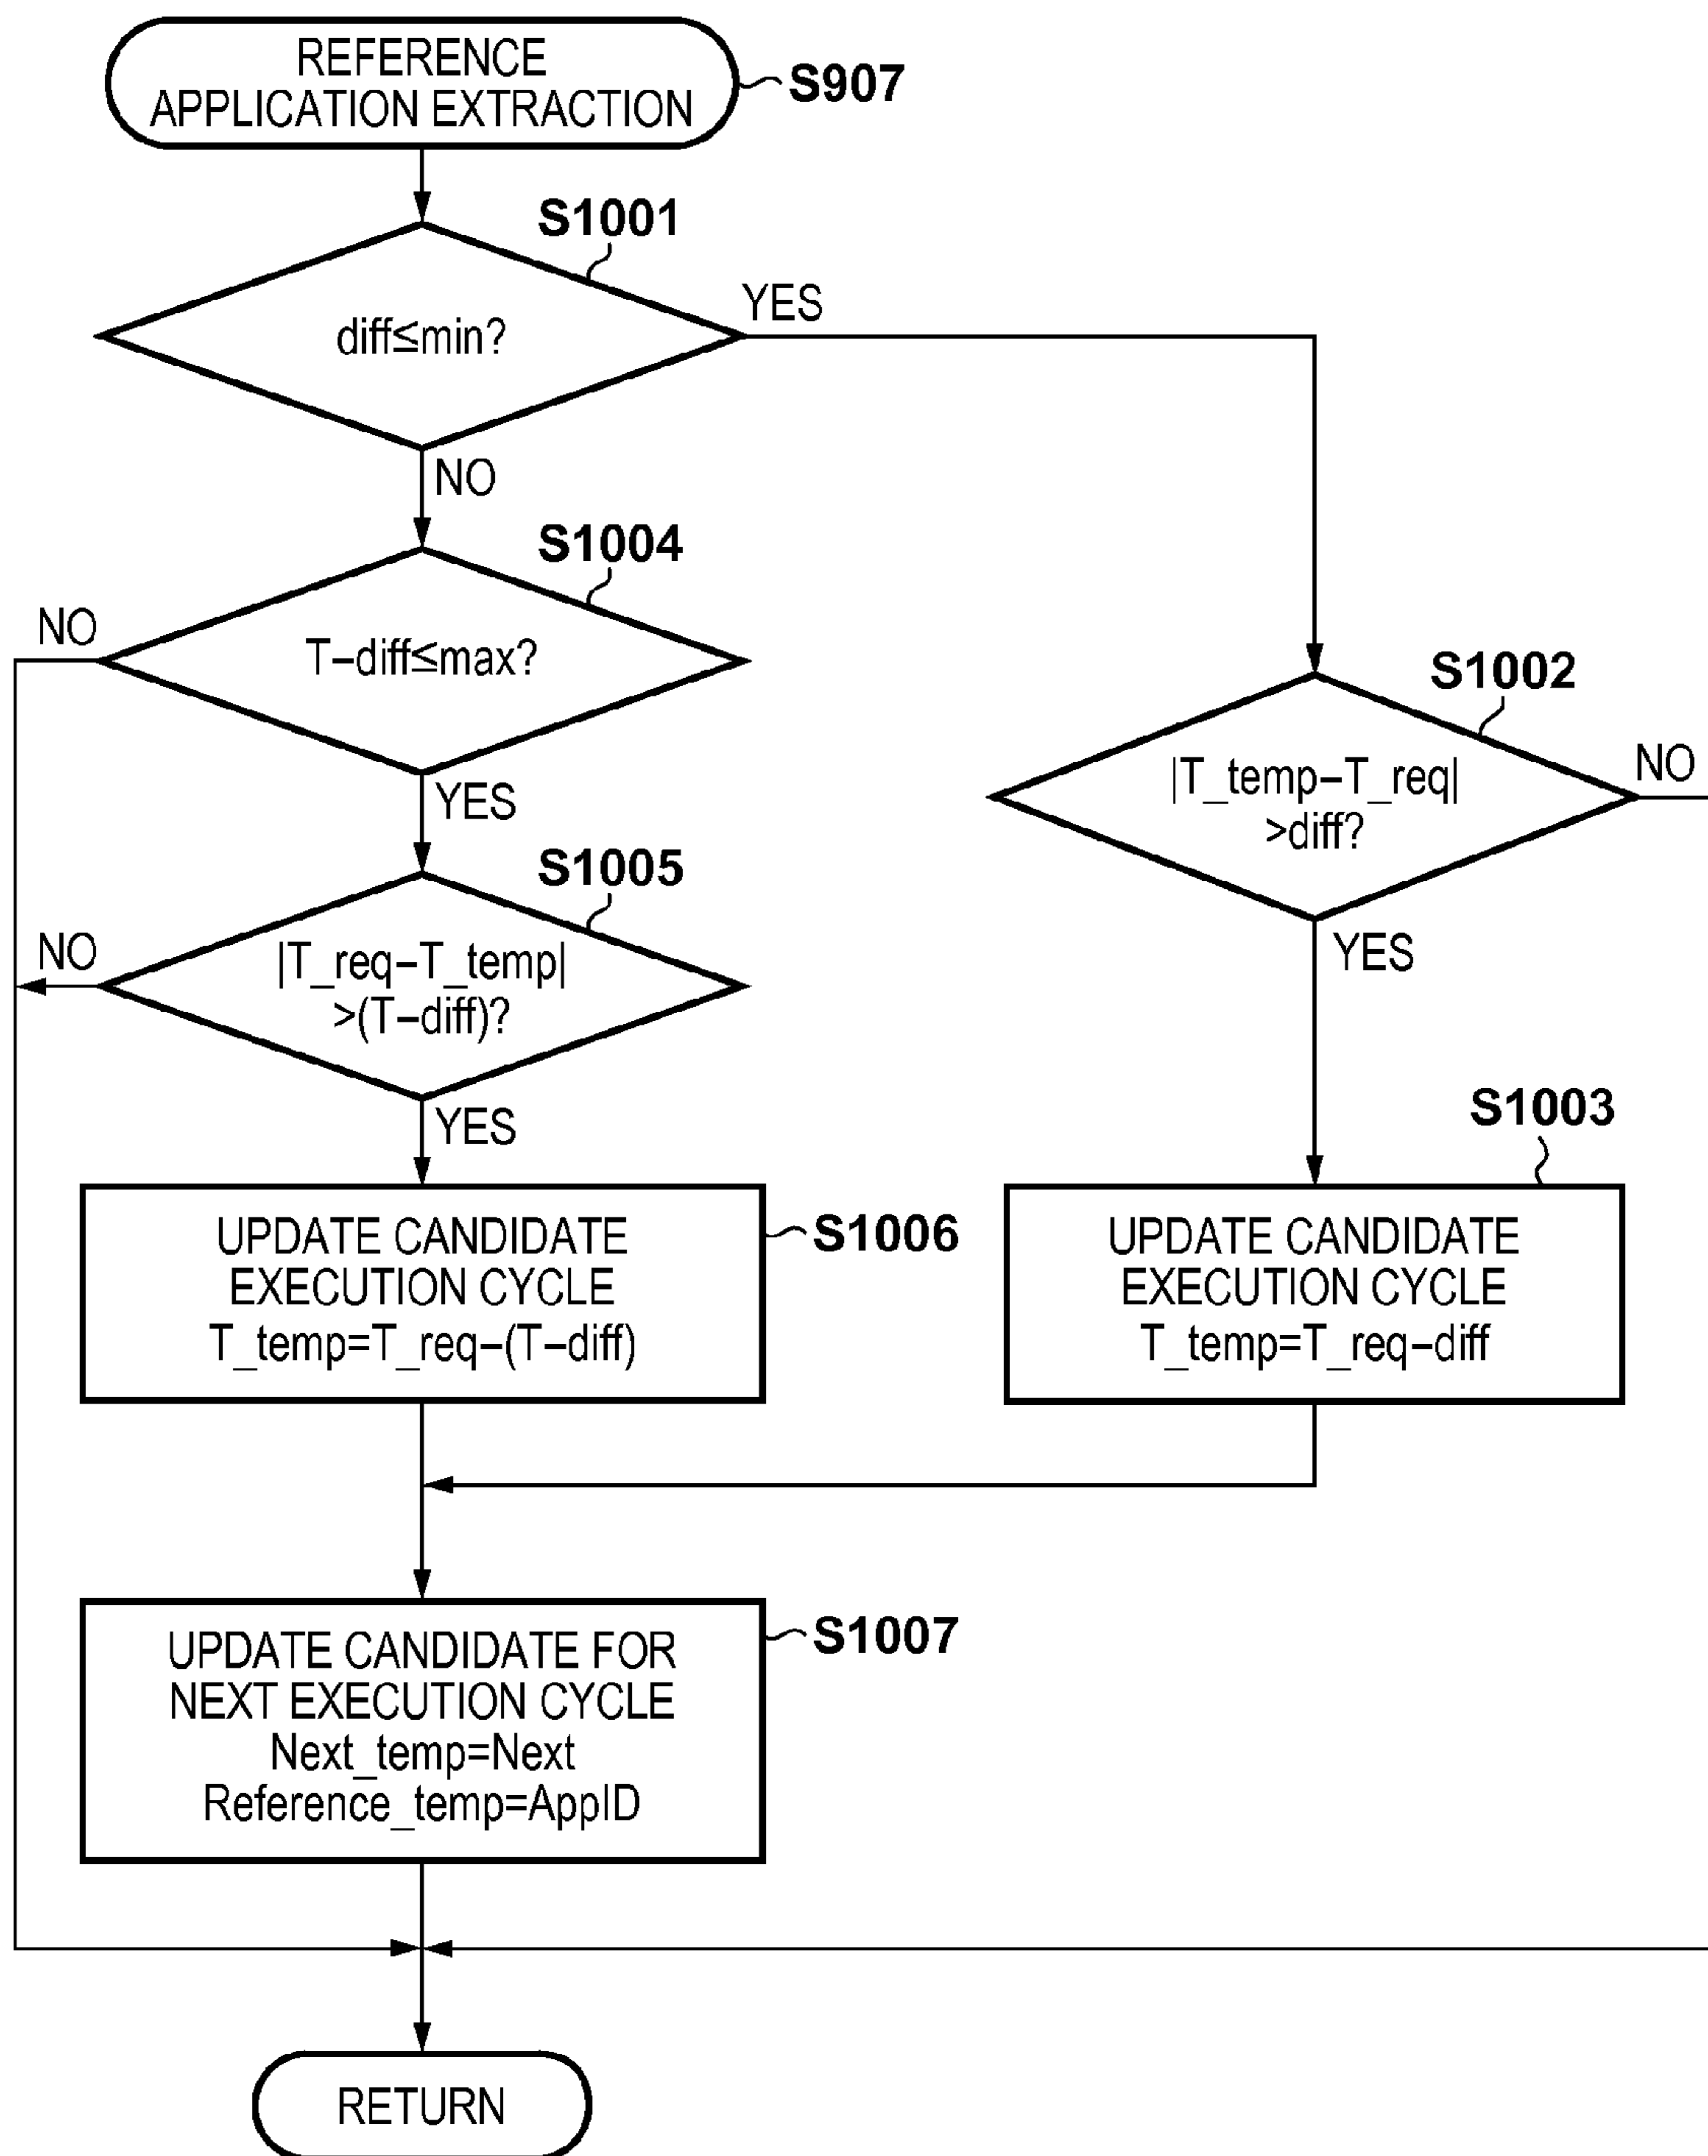 REFERENCE
APPLICATION EXTRACTION
S907
S1001
diff≤min?
YES
NO
S1004
T–diff≤max?
NO
YES
S1002
|T_temp–T_req|
>diff?
NO
YES
S1005
|T_req–T_temp|
>(T–diff)?
NO
YES
S1006
UPDATE CANDIDATE
EXECUTION CYCLE
T_temp=T_req–(T–diff)
S1003
UPDATE CANDIDATE
EXECUTION CYCLE
T_temp=T_req–diff
S1007
UPDATE CANDIDATE FOR
NEXT EXECUTION CYCLE
Next_temp=Next
Reference_temp=AppID
RETURN